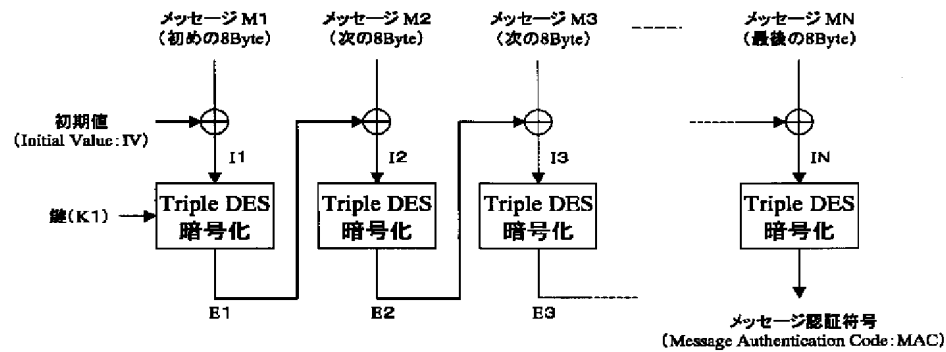 メッセージ M1
(初めの8Byte)
メッセージ M2
(次の8Byte)
メッセージ M3
(次の8Byte)
メッセージ MN
(最後の8Byte)
初期値
(Initial Value:IV)
I1
I2
I3
IN
鍵(K1)
Triple DES
暗号化
Triple DES
暗号化
Triple DES
暗号化
Triple DES
暗号化
E1
E2
E3
メッセージ認証符号
(Message Authentication Code:MAC)